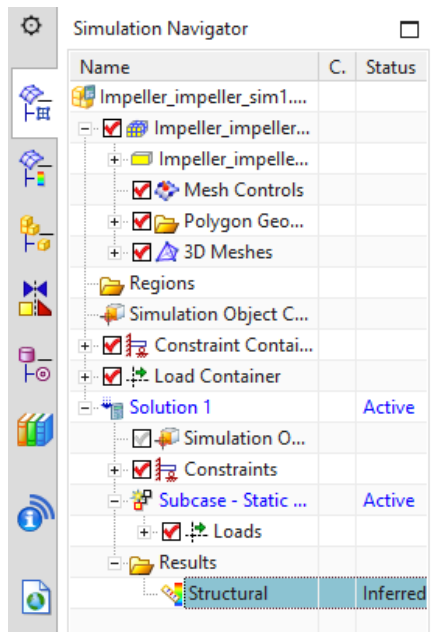 Simulation Navigator
Name C. Status
Impeller_impeller_sim1....
Impeller_impeller...
Impeller_impelle...
Mesh Controls
Polygon Geo...
3D Meshes
Regions
Simulation Object C...
Constraint Contai...
Load Container
Solution 1 Active
Simulation O...
Constraints
Subcase - Static ... Active
Loads
Results
Structural Inferred